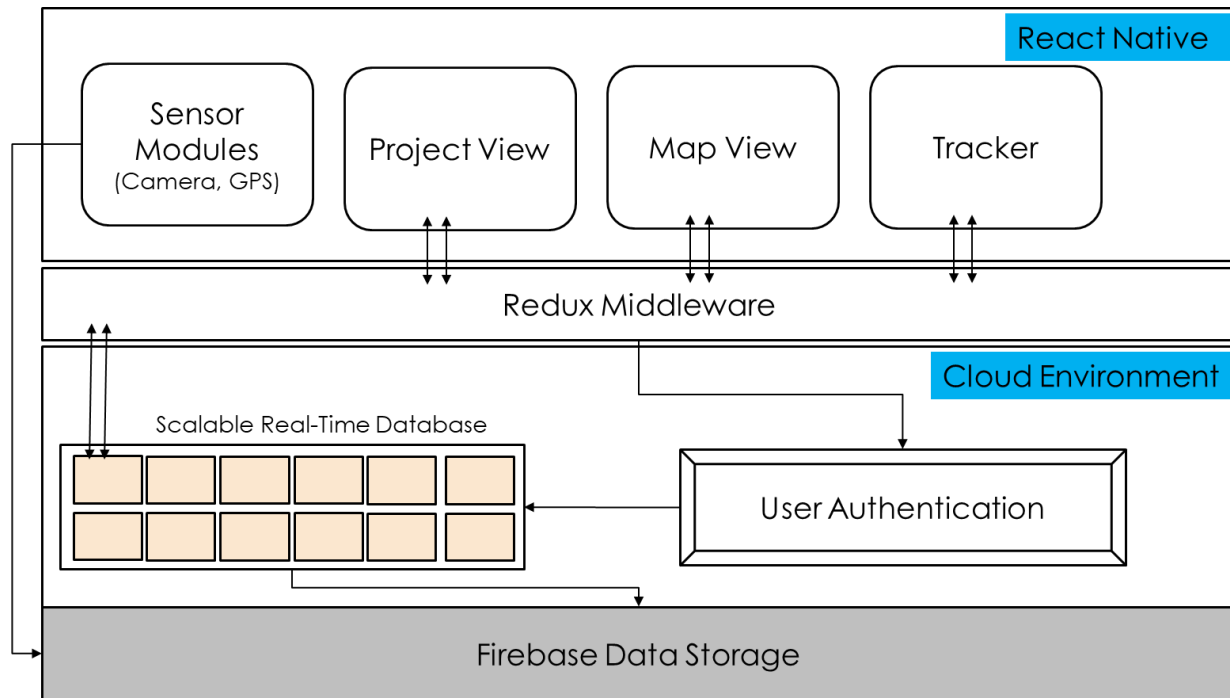 React Native
Sensor
Modules
(Camera, GPS)
Project View
Map View
Tracker
Redux Middleware
Cloud Environment
Scalable Real-Time Database
User Authentication
Firebase Data Storage